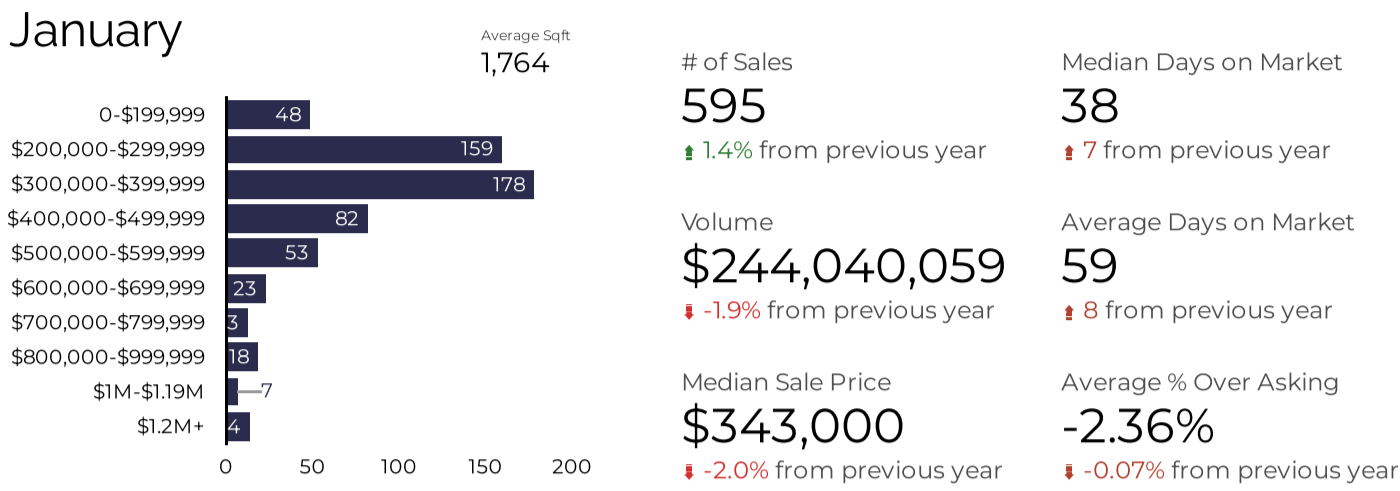 January
Average Sqft
1,764
0-$199,999 48
$200,000-$299,999 159
$300,000-$399,999 178
$400,000-$499,999 82
$500,000-$599,999 53
$600,000-$699,999 23
$700,000-$799,999 3
$800,000-$999,999 18
$1M-$1.19M 7
$1.2M+ 4
0 50 100 150 200
# of Sales
595
1.4% from previous year
Volume
$244,040,059
-1.9% from previous year
Median Sale Price
$343,000
-2.0% from previous year
Median Days on Market
38
7 from previous year
Average Days on Market
59
8 from previous year
Average % Over Asking
-2.36%
-0.07% from previous year